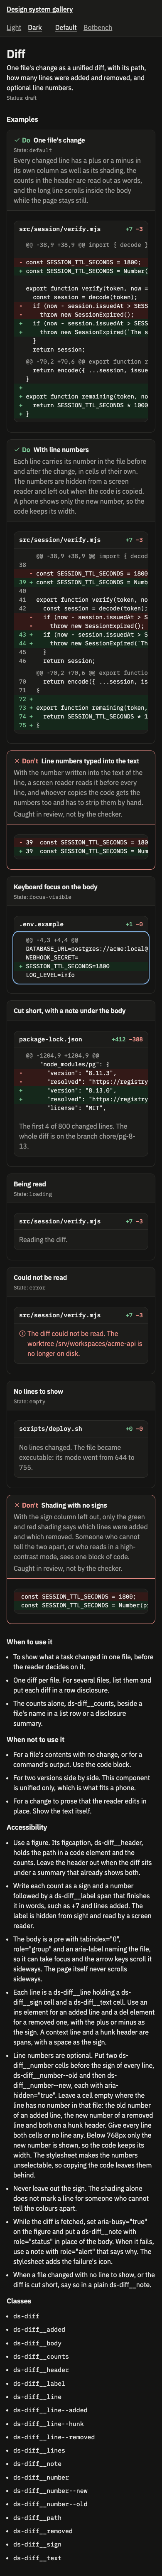 Design system gallery
Light Dark Default Botbench
Diff
One file's change as a unified diff, with its path,
how many lines were added and removed, and
optional line numbers.
Status: draft
Examples
✓ Do One file's change
State: default
Every changed line has a plus or a minus in
its own column as well as its shading, the
counts in the header are read out as words,
and the long line scrolls inside the body
while the page stays still.
src/session/verify.mjs +7 −3
@@ -38,9 +38,9 @@ import { decode }
- const SESSION_TTL_SECONDS = 1800;
+ const SESSION_TTL_SECONDS = Number(
export function verify(token, now =
const session = decode(token);
- if (now - session.issuedAt > SESS
- throw new SessionExpired();
+ if (now - session.issuedAt > SESS
+ throw new SessionExpired(`The s
}
return session;
@@ -70,2 +70,6 @@ export function r
return encode({ ...session, issue
}
+
+ export function remaining(token, no
+ return SESSION_TTL_SECONDS * 1000
+ }
✓ Do With line numbers
Each line carries its number in the file before
and after the change, in cells of their own.
The numbers are hidden from a screen
reader and left out when the code is copied.
A phone shows only the new number, so the
code keeps its width.
src/session/verify.mjs +7 −3
@@ -38,9 +38,9 @@ import { decod
38
- const SESSION_TTL_SECONDS = 1800
39 + const SESSION_TTL_SECONDS = Numb
40
41 export function verify(token, no
42 const session = decode(token);
- if (now - session.issuedAt > S
- throw new SessionExpired();
43 + if (now - session.issuedAt > S
44 + throw new SessionExpired(`Th
45 }
46 return session;
@@ -70,2 +70,6 @@ export functio
70 return encode({ ...session, is
71 }
72 +
73 + export function remaining(token,
74 + return SESSION_TTL_SECONDS * 1
75 + }
✕ Don't Line numbers typed into the text
With the number written into the text of the
line, a screen reader reads it before every
line, and whoever copies the code gets the
numbers too and has to strip them by hand.
Caught in review, not by the checker.
- 39 const SESSION_TTL_SECONDS = 180
+ 39 const SESSION_TTL_SECONDS = Num
Keyboard focus on the body
State: focus-visible
.env.example +1 −0
@@ -4,3 +4,4 @@
DATABASE_URL=postgres://acme:local@
WEBHOOK_SECRET=
+ SESSION_TTL_SECONDS=1800
LOG_LEVEL=info
Cut short, with a note under the body
package-lock.json +412 −388
@@ -1204,9 +1204,9 @@
"node_modules/pg": {
- "version": "8.11.3",
- "resolved": "https://registry
+ "version": "8.13.0",
+ "resolved": "https://registry
"license": "MIT",
The first 4 of 800 changed lines. The
whole diff is on the branch chore/pg-8-
13.
Being read
State: loading
src/session/verify.mjs +7 −3
Reading the diff.
Could not be read
State: error
src/session/verify.mjs +7 −3
The diff could not be read. The
worktree /srv/workspaces/acme-api is
no longer on disk.
No lines to show
State: empty
scripts/deploy.sh +0 −0
No lines changed. The file became
executable: its mode went from 644 to
755.
✕ Don't Shading with no signs
With the sign column left out, only the green
and red shading says which lines were added
and which removed. Someone who cannot
tell the two apart, or who reads in a high-
contrast mode, sees one block of code.
Caught in review, not by the checker.
const SESSION_TTL_SECONDS = 1800;
const SESSION_TTL_SECONDS = Number(p
When to use it
• To show what a task changed in one file, before
the reader decides on it.
• One diff per file. For several files, list them and
put each diff in a row disclosure.
• The counts alone, ds-diff__counts, beside a
file's name in a list row or a disclosure
summary.
When not to use it
• For a file's contents with no change, or for a
command's output. Use the code block.
• For two versions side by side. This component
is unified only, which is what fits a phone.
• For a change to prose that the reader edits in
place. Show the text itself.
Accessibility
• Use a figure. Its figcaption, ds-diff__header,
holds the path in a code element and the
counts. Leave the header out when the diff sits
under a summary that already shows both.
• Write each count as a sign and a number
followed by a ds-diff__label span that finishes
it in words, such as +7 and lines added. The
label is hidden from sight and read by a screen
reader.
• The body is a pre with tabindex="0",
role="group" and an aria-label naming the file,
so it can take focus and the arrow keys scroll it
sideways. The page itself never scrolls
sideways.
• Each line is a ds-diff__line holding a ds-
diff__sign cell and a ds-diff__text cell. Use an
ins element for an added line and a del element
for a removed one, with the plus or minus as the
sign. A context line and a hunk header are
spans, with a space as the sign.
• Line numbers are optional. Put two ds-
diff__number cells before the sign of every line,
ds-diff__number--old and then ds-
diff__number--new, each with aria-
hidden="true". Leave a cell empty where the
line has no number in that file: the old number
of an added line, the new number of a removed
line and both on a hunk header. Give every line
both cells or no line any. Below 768px only the
new number is shown, so the code keeps its
width. The stylesheet makes the numbers
unselectable, so copying the code leaves them
behind.
• Never leave out the sign. The shading alone
does not mark a line for someone who cannot
tell the colours apart.
• While the diff is fetched, set aria-busy="true"
on the figure and put a ds-diff__note with
role="status" in place of the body. When it fails,
use a note with role="alert" that says why. The
stylesheet adds the failure's icon.
• When a file changed with no line to show, or the
diff is cut short, say so in a plain ds-diff__note.
Classes
• ds-diff
• ds-diff__added
• ds-diff__body
• ds-diff__counts
• ds-diff__header
• ds-diff__label
• ds-diff__line
• ds-diff__line--added
• ds-diff__line--hunk
• ds-diff__line--removed
• ds-diff__lines
• ds-diff__note
• ds-diff__number
• ds-diff__number--new
• ds-diff__number--old
• ds-diff__path
• ds-diff__removed
• ds-diff__sign
• ds-diff__text